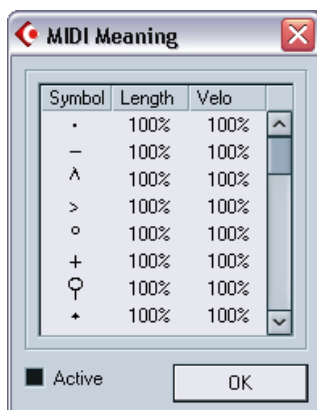 MIDI Meaning
Symbol Length Velo
· 100% 100%
– 100% 100%
^ 100% 100%
> 100% 100%
° 100% 100%
+ 100% 100%
100% 100%
100% 100%
Active OK